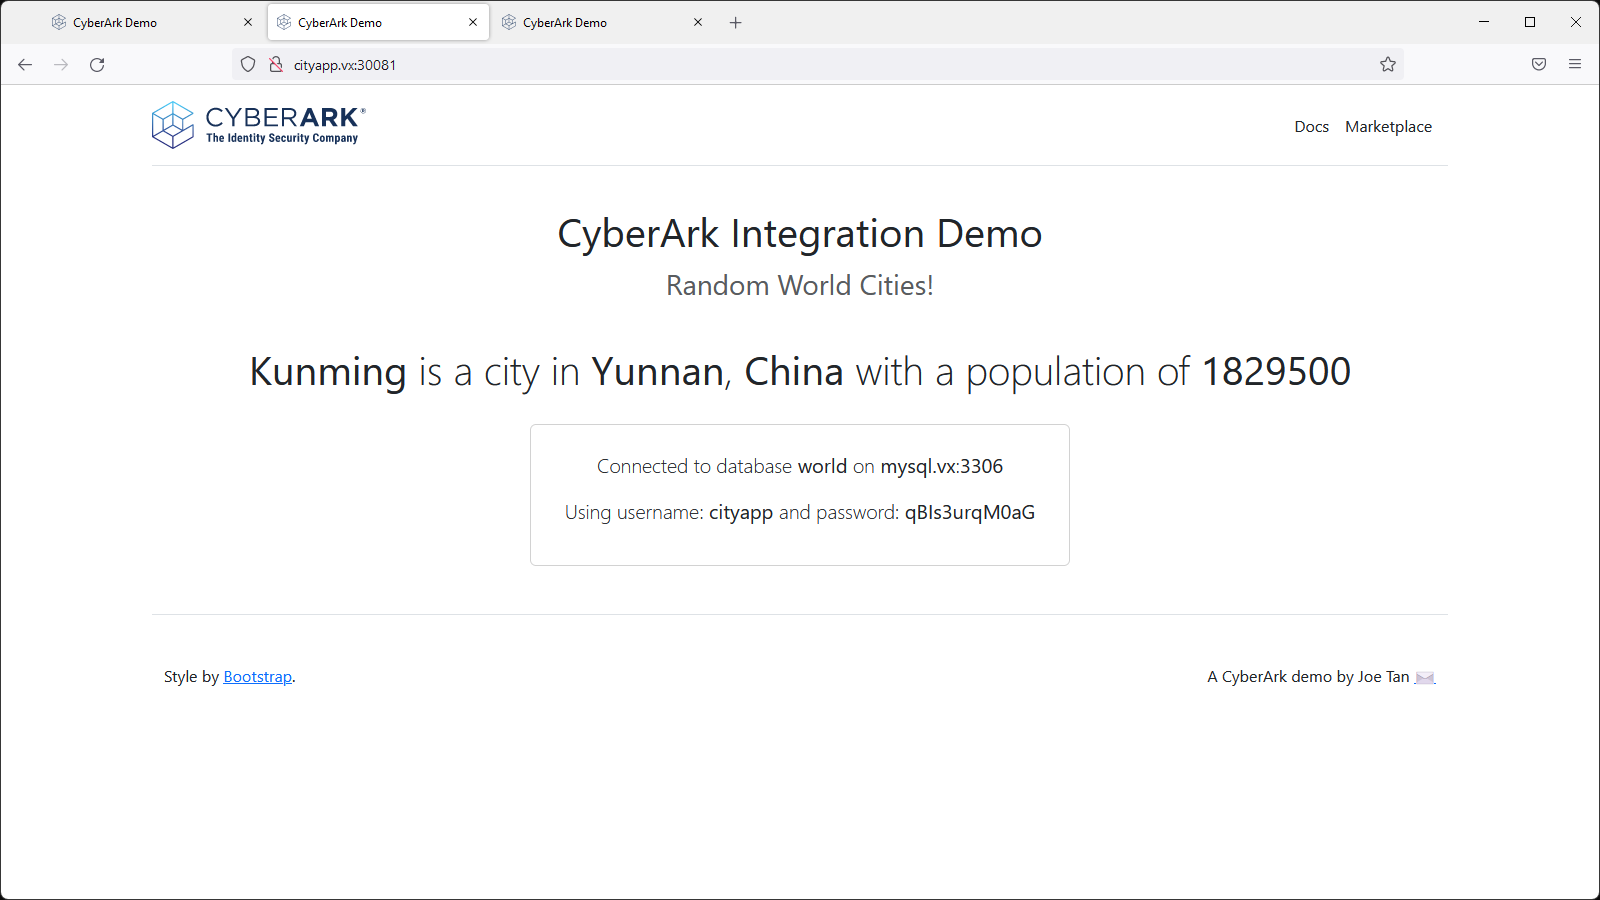 CyberArk Demo
CyberArk Demo
CyberArk Demo
cityapp.vx:30081
CYBERARK®
The Identity Security Company
Docs
Marketplace
CyberArk Integration Demo
Random World Cities!
Kunming is a city in Yunnan, China with a population of 1829500
Connected to database world on mysql.vx:3306
Using username: cityapp and password: qBIs3urqM0aG
Style by Bootstrap.
A CyberArk demo by Joe Tan